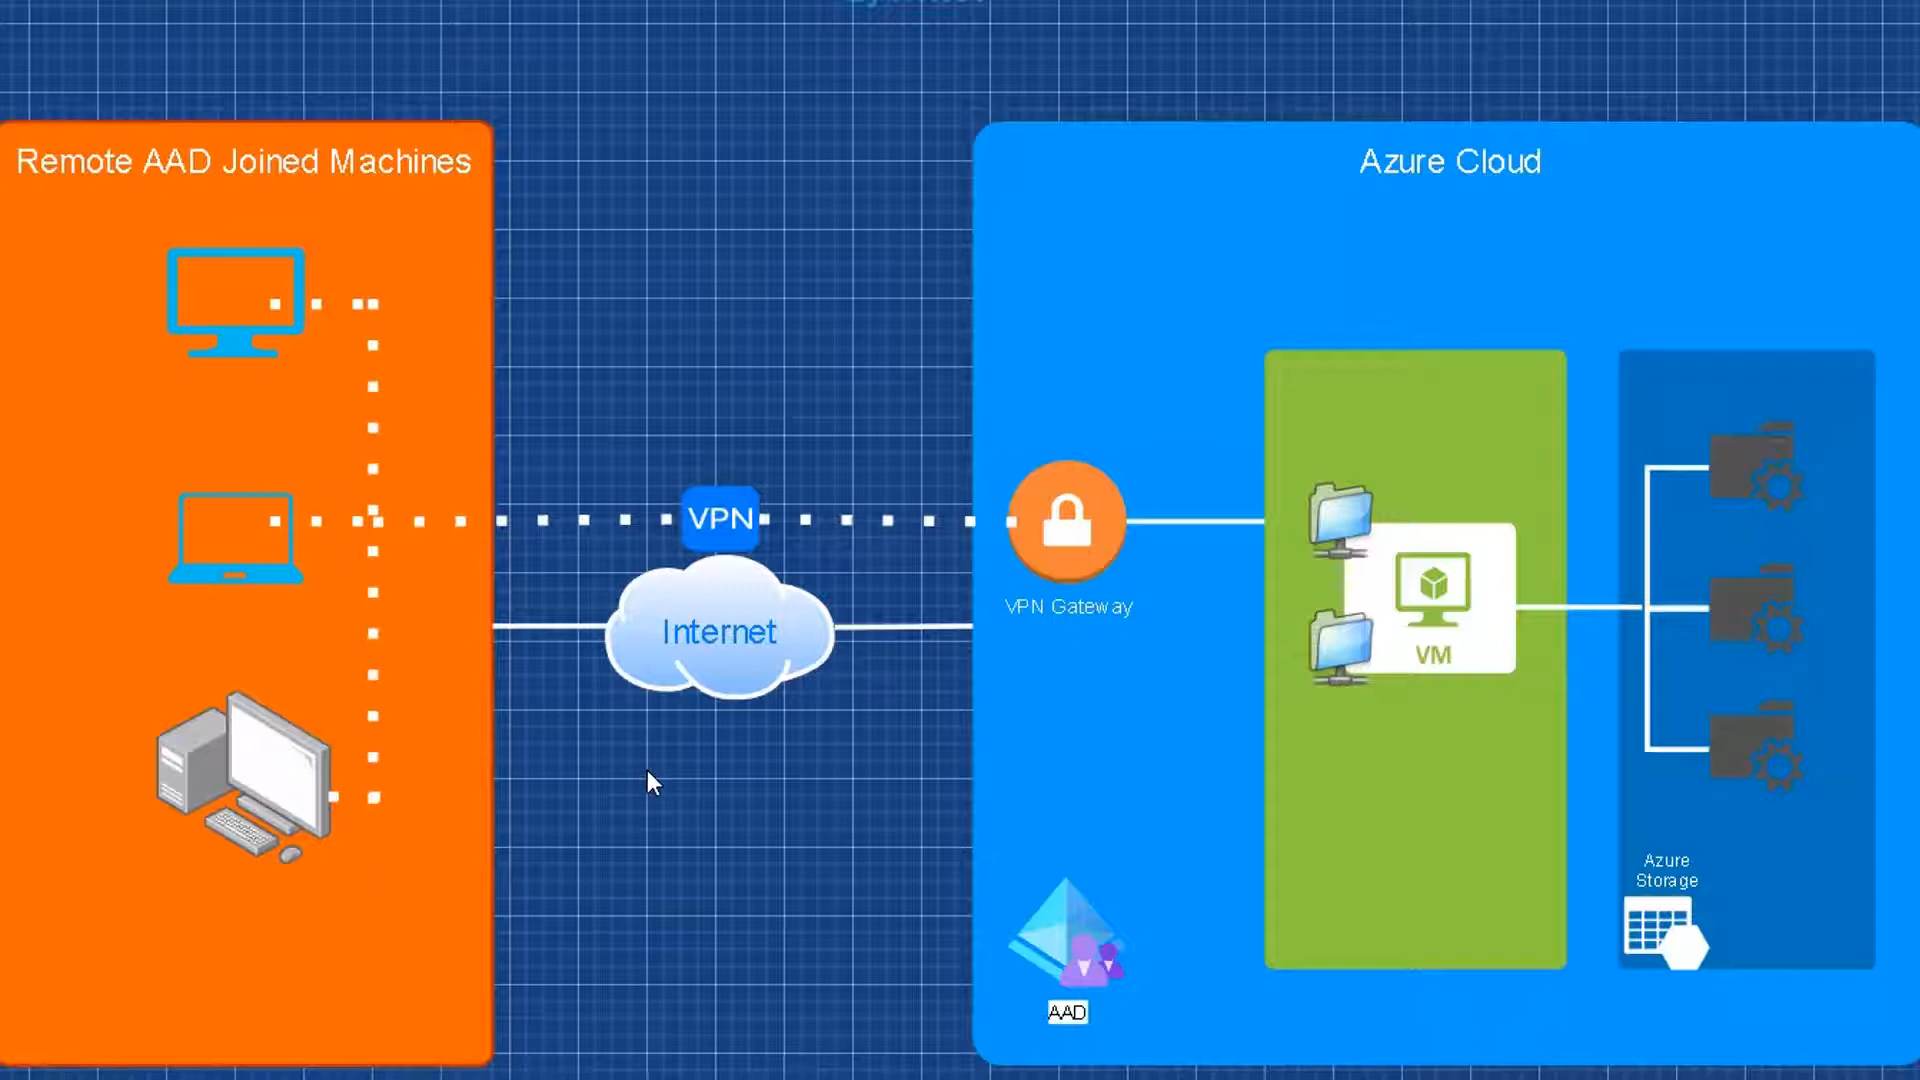 Remote AAD Joined Machines
Azure Cloud
VPN
VPN Gateway
Internet
VM
Azure
Storage
AAD